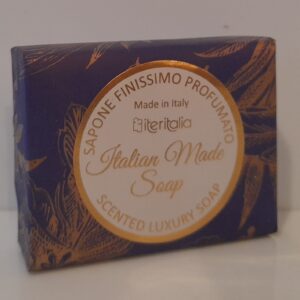 SAPONE FINISSIMO PROFUMATO
Made in Italy
iteritalia
Italian Made
Soap
SCENTED LUXURY SOAP